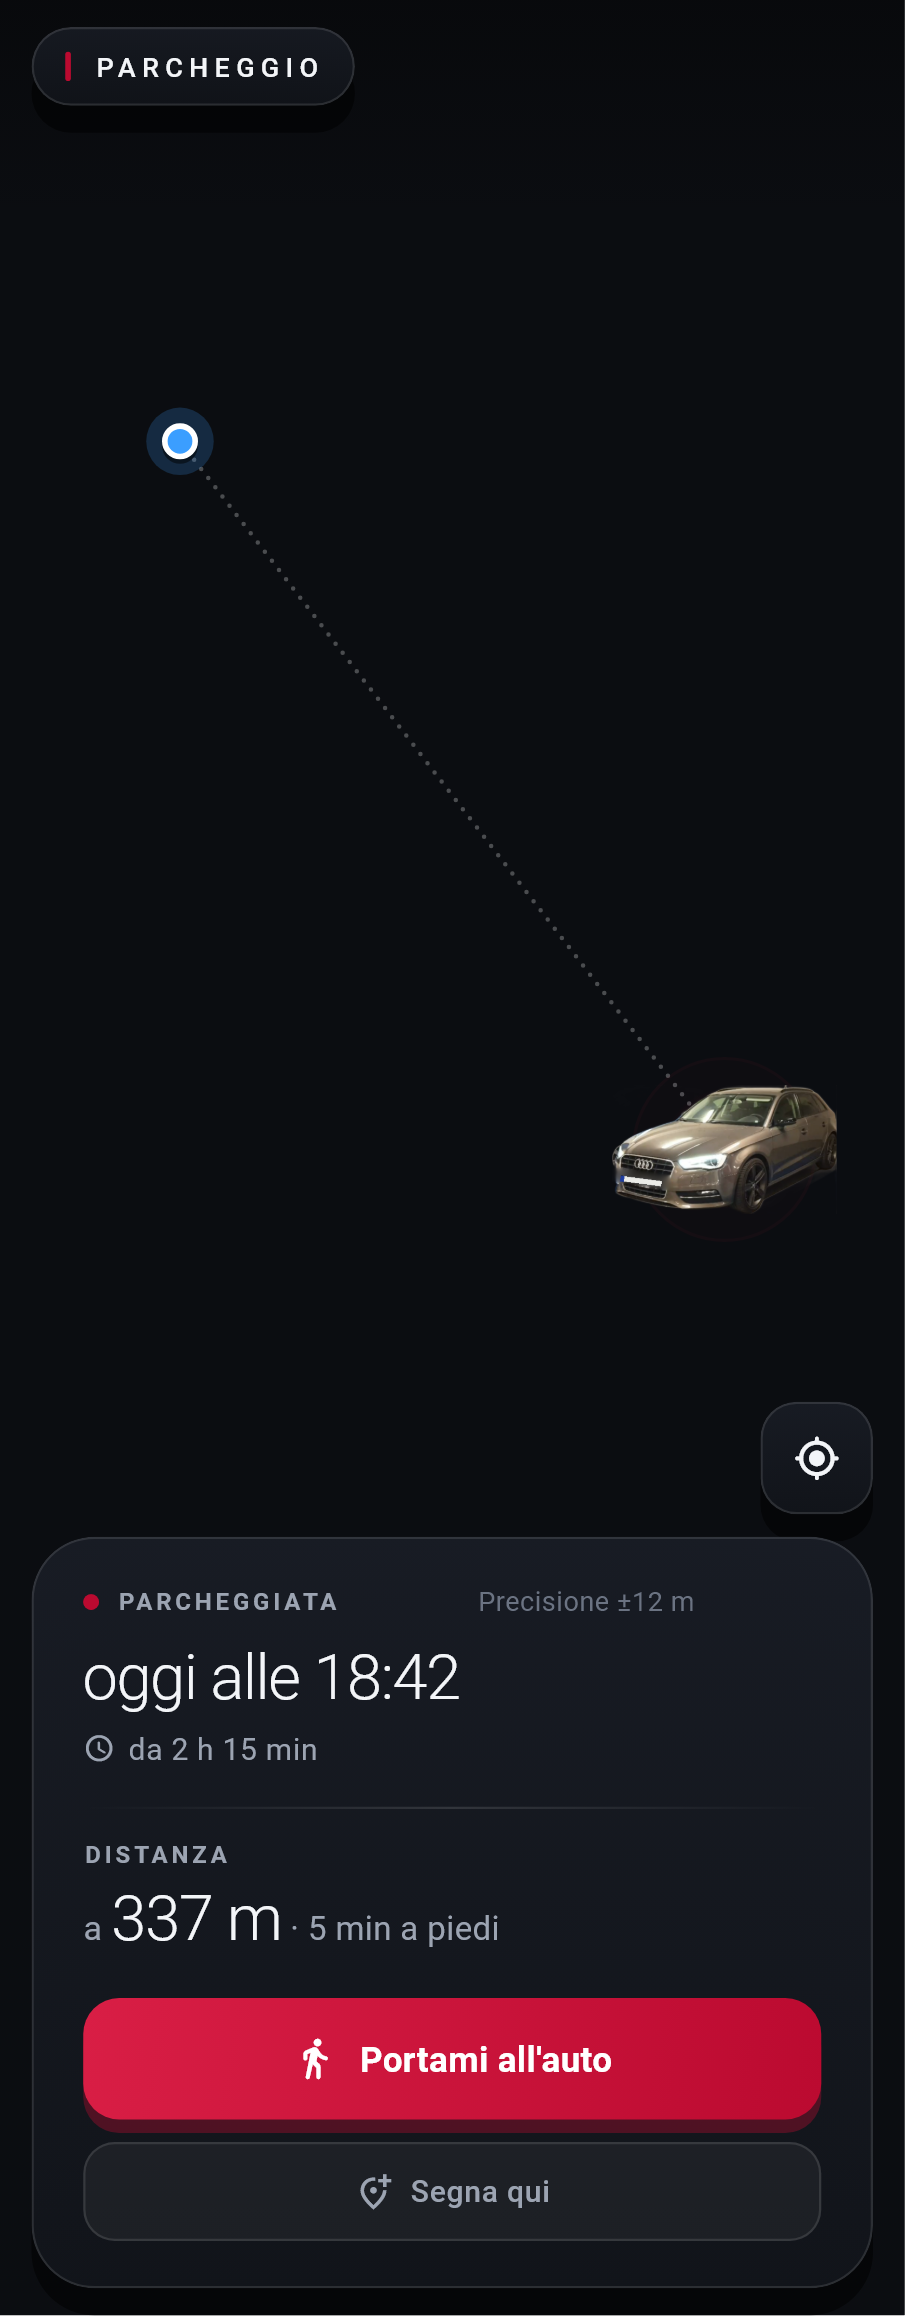 PARCHEGGIO
PARCHEGGIATA Precisione ±12 m
oggi alle 18:42
da 2 h 15 min
DISTANZA
a 337 m · 5 min a piedi
Portami all'auto
Segna qui